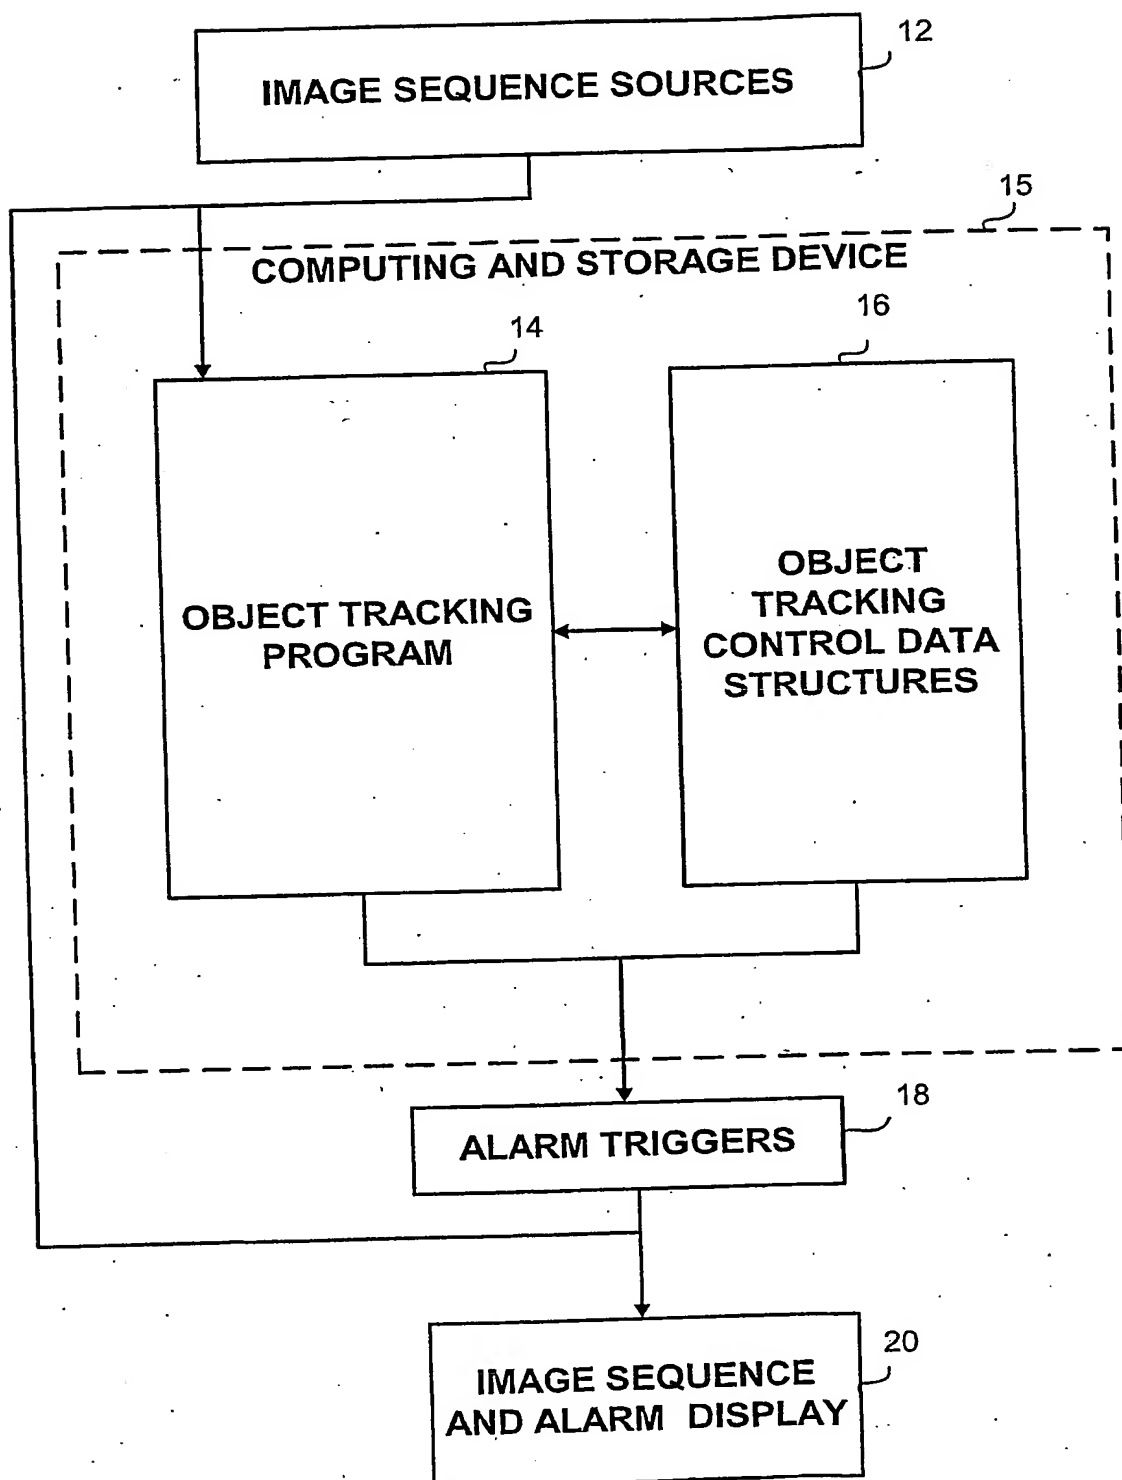 12
IMAGE SEQUENCE SOURCES
15
COMPUTING AND STORAGE DEVICE
14
16
OBJECT TRACKING
PROGRAM
OBJECT
TRACKING
CONTROL DATA
STRUCTURES
18
ALARM TRIGGERS
20
IMAGE SEQUENCE
AND ALARM DISPLAY